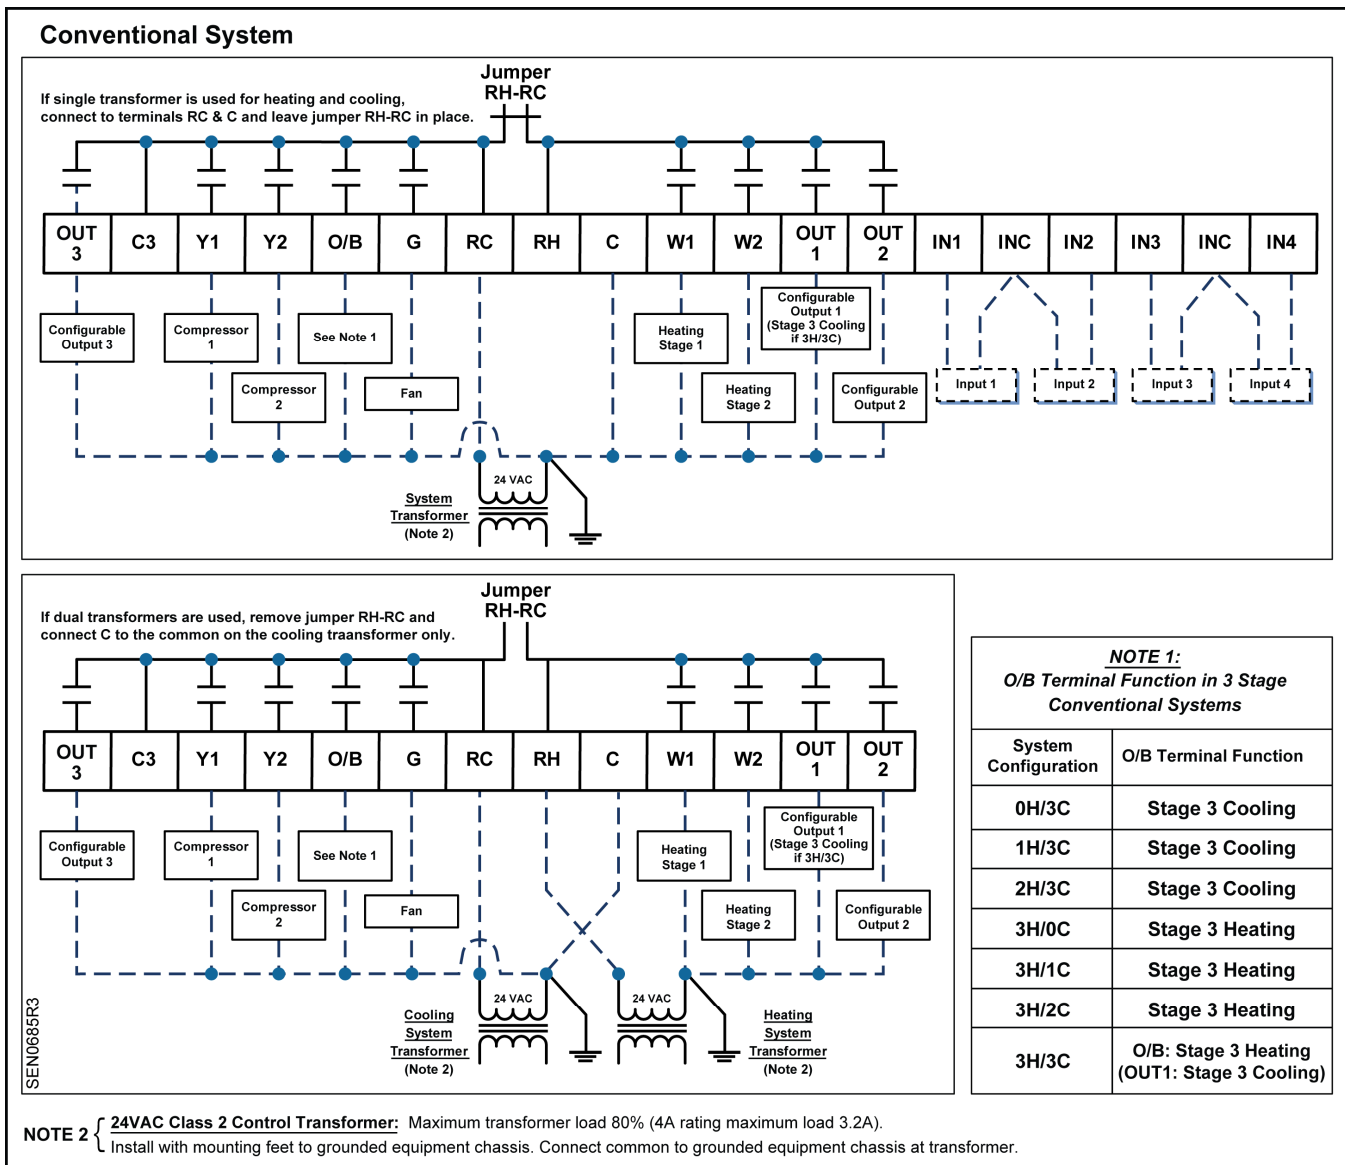 Conventional System
Jumper
RH-RC
If single transformer is used for heating and cooling,
connect to terminals RC & C and leave jumper RH-RC in place.
OUT 3
C3
Y1
Y2
O/B
G
RC
RH
C
W1
W2
OUT 1
OUT 2
IN1
INC
IN2
IN3
INC
IN4
Configurable
Output 3
Compressor
1
Compressor
2
See Note 1
Fan
Heating
Stage 1
Heating
Stage 2
Configurable
Output 1
(Stage 3 Cooling
if 3H/3C)
Configurable
Output 2
Input 1
Input 2
Input 3
Input 4
24 VAC
System
Transformer
(Note 2)
Jumper
RH-RC
If dual transformers are used, remove jumper RH-RC and
connect C to the common on the cooling traansformer only.
OUT 3
C3
Y1
Y2
O/B
G
RC
RH
C
W1
W2
OUT 1
OUT 2
Configurable
Output 3
Compressor
1
Compressor
2
See Note 1
Fan
Heating
Stage 1
Heating
Stage 2
Configurable
Output 1
(Stage 3 Cooling
if 3H/3C)
Configurable
Output 2
24 VAC
24 VAC
Cooling
System
Transformer
(Note 2)
Heating
System
Transformer
(Note 2)
SEN0685R3
NOTE 1:
O/B Terminal Function in 3 Stage
Conventional Systems
System
Configuration
O/B Terminal Function
0H/3C Stage 3 Cooling
1H/3C Stage 3 Cooling
2H/3C Stage 3 Cooling
3H/0C Stage 3 Heating
3H/1C Stage 3 Heating
3H/2C Stage 3 Heating
3H/3C
O/B: Stage 3 Heating
(OUT1: Stage 3 Cooling)
NOTE 2 { 24VAC Class 2 Control Transformer: Maximum transformer load 80% (4A rating maximum load 3.2A).
Install with mounting feet to grounded equipment chassis. Connect common to grounded equipment chassis at transformer.